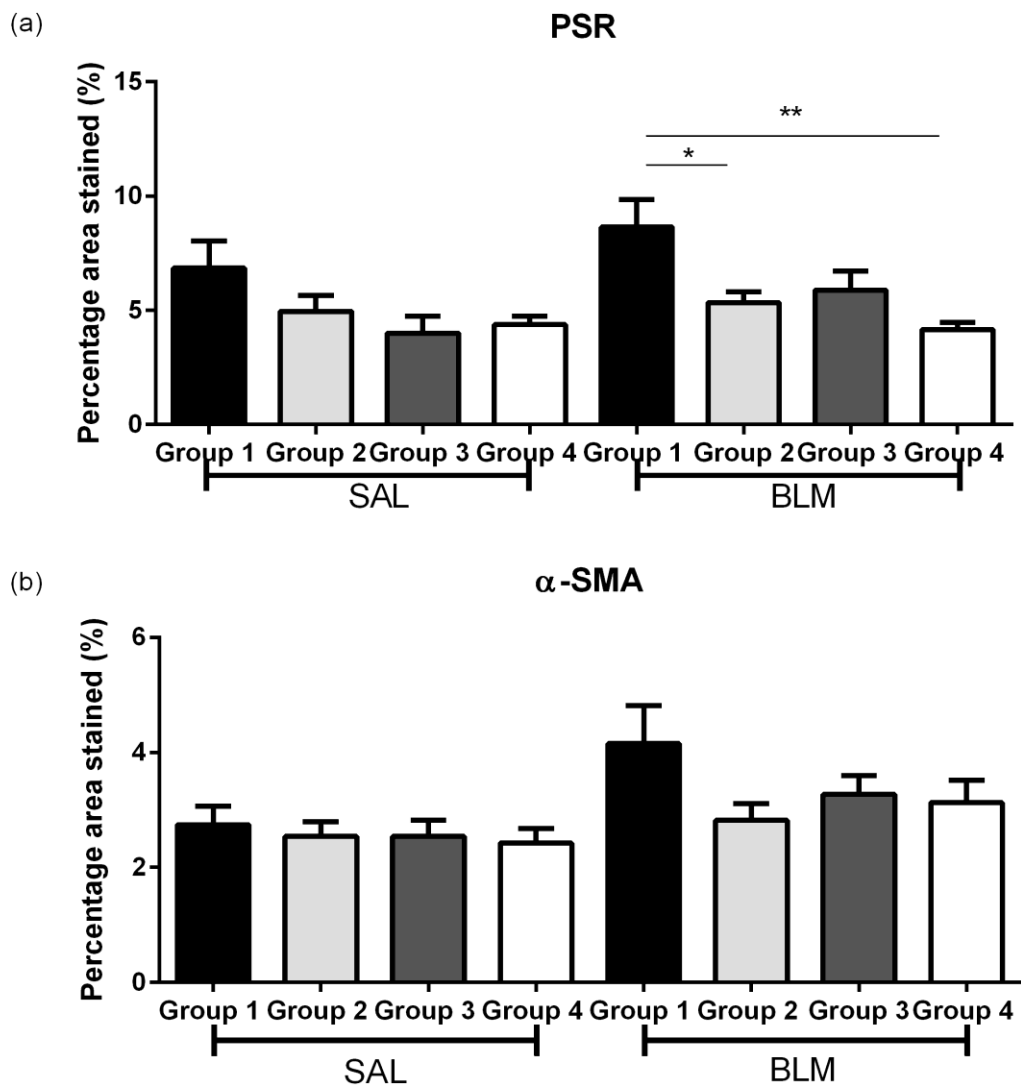 (a)
PSR
Percentage area stained (%)
15
10
5
0
**
*
Group 1 Group 2 Group 3 Group 4 Group 1 Group 2 Group 3 Group 4
SAL BLM
(b)
α-SMA
Percentage area stained (%)
6
4
2
0
Group 1 Group 2 Group 3 Group 4 Group 1 Group 2 Group 3 Group 4
SAL BLM